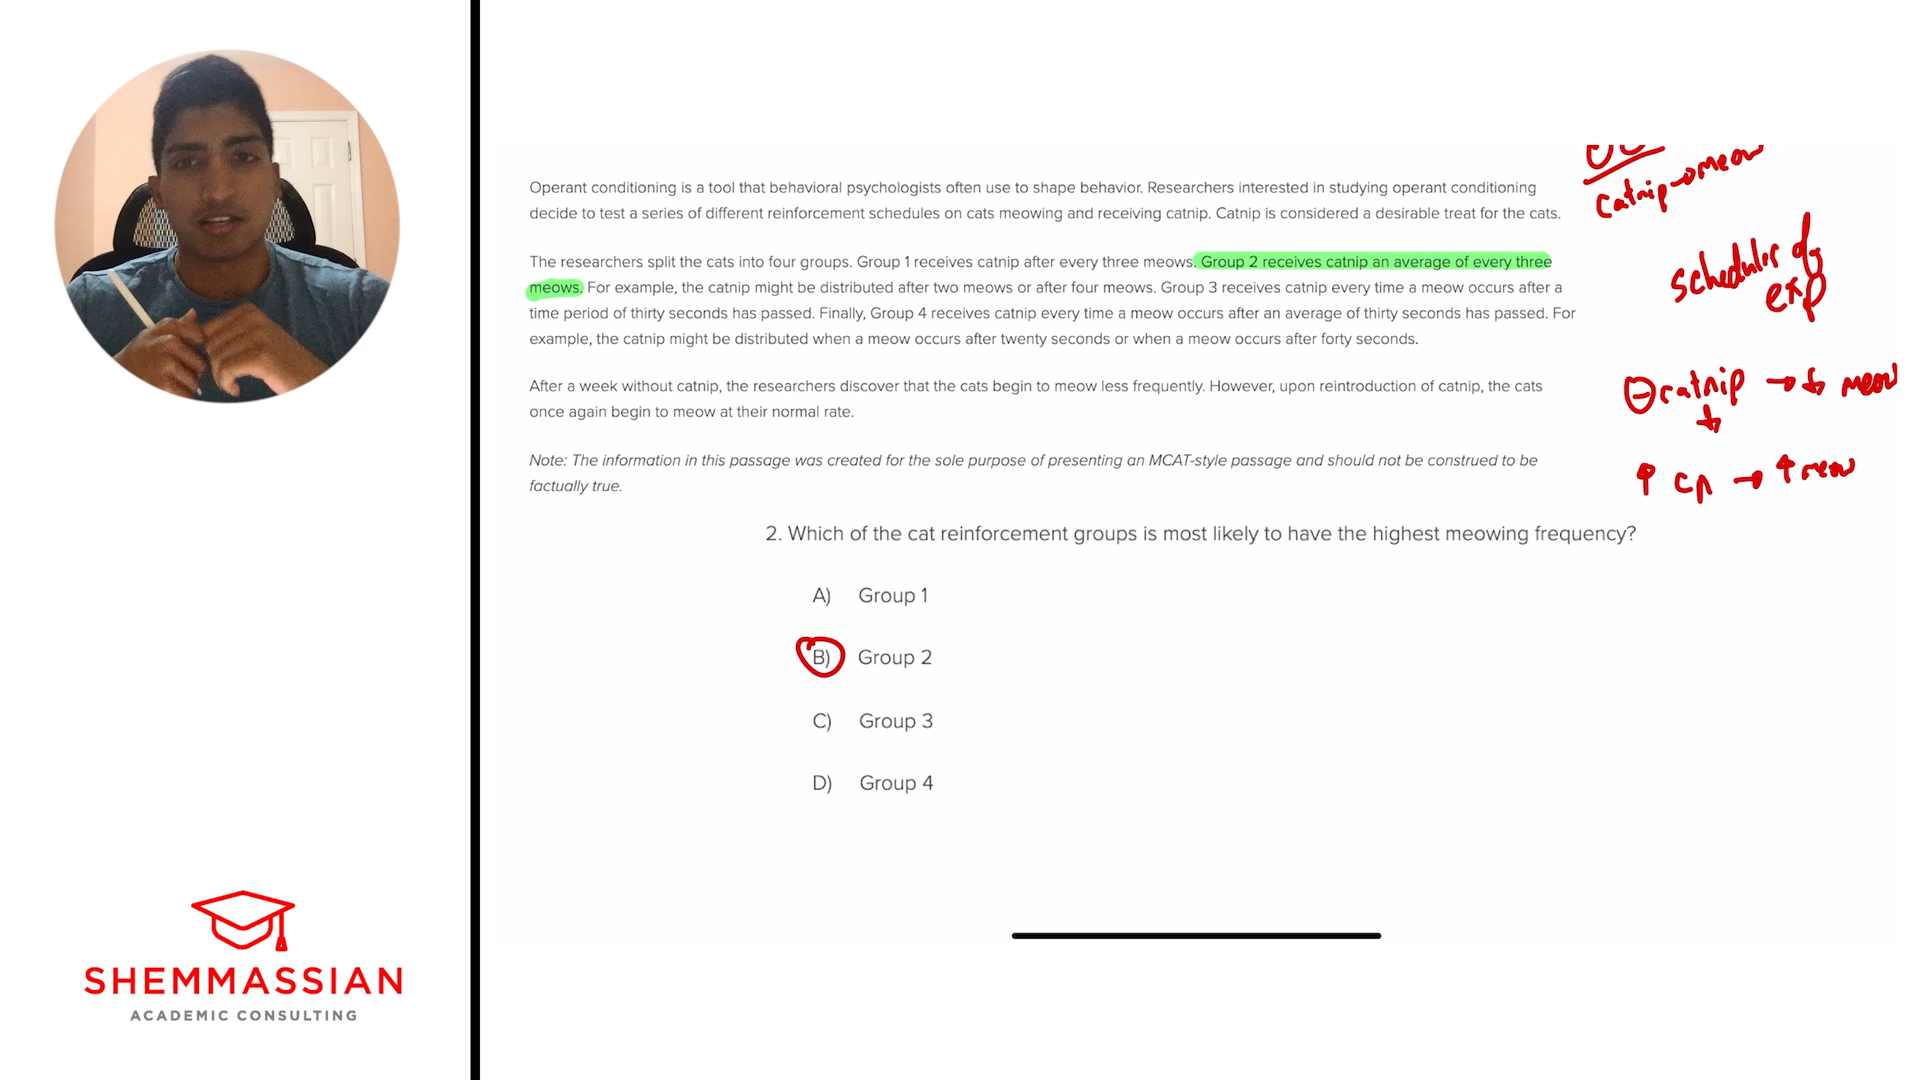 Operant conditioning is a tool that behavioral psychologists often use to shape behavior. Researchers interested in studying operant conditioning
decide to test a series of different reinforcement schedules on cats meowing and receiving catnip. Catnip is considered a desirable treat for the cats.
The researchers split the cats into four groups. Group 1 receives catnip after every three meows. Group 2 receives catnip an average of every three
meows. For example, the catnip might be distributed after two meows or after four meows. Group 3 receives catnip every time a meow occurs after a
time period of thirty seconds has passed. Finally, Group 4 receives catnip every time a meow occurs after an average of thirty seconds has passed. For
example, the catnip might be distributed when a meow occurs after twenty seconds or when a meow occurs after forty seconds.
After a week without catnip, the researchers discover that the cats begin to meow less frequently. However, upon reintroduction of catnip, the cats
once again begin to meow at their normal rate.
Note: The information in this passage was created for the sole purpose of presenting an MCAT-style passage and should not be construed to be
factually true.
catnip → meow
schedules of
exp
⊖ catnip → ↓ meow
↓
↑ cn → ↑ meow
2. Which of the cat reinforcement groups is most likely to have the highest meowing frequency?
A) Group 1
B) Group 2
C) Group 3
D) Group 4
SHEMMASSIAN
ACADEMIC CONSULTING